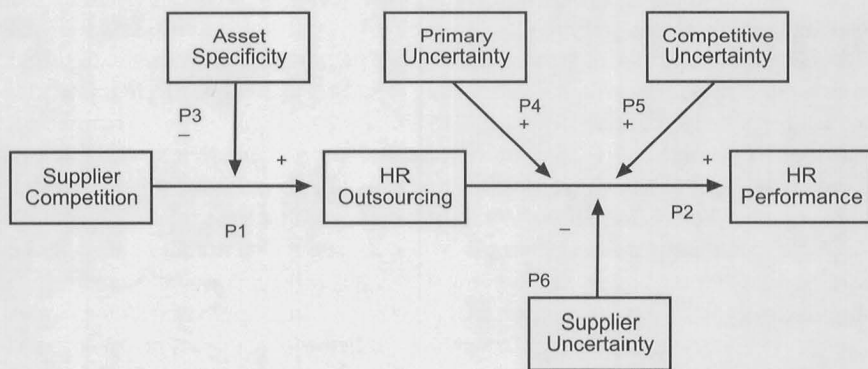 Asset
Specificity
Primary
Uncertainty
Competitive
Uncertainty
P3
–
P4
+
P5
+
Supplier
Competition
+
P1
HR
Outsourcing
–
+
P2
HR
Performance
P6
Supplier
Uncertainty